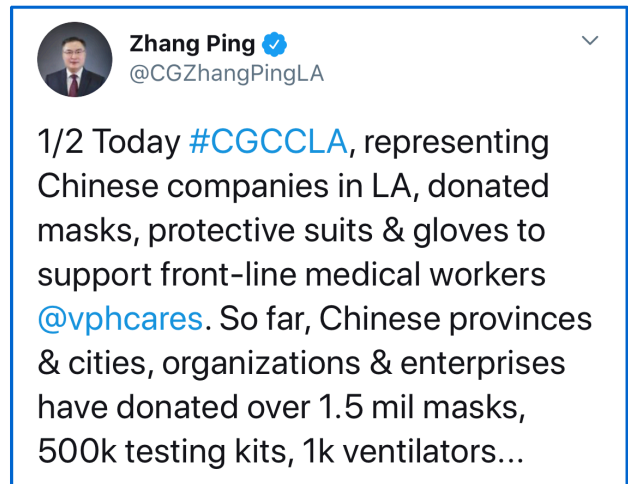 Zhang Ping
@CGZhangPingLA
1/2 Today #CGCCLA, representing
Chinese companies in LA, donated
masks, protective suits & gloves to
support front-line medical workers
@vphcares. So far, Chinese provinces
& cities, organizations & enterprises
have donated over 1.5 mil masks,
500k testing kits, 1k ventilators...